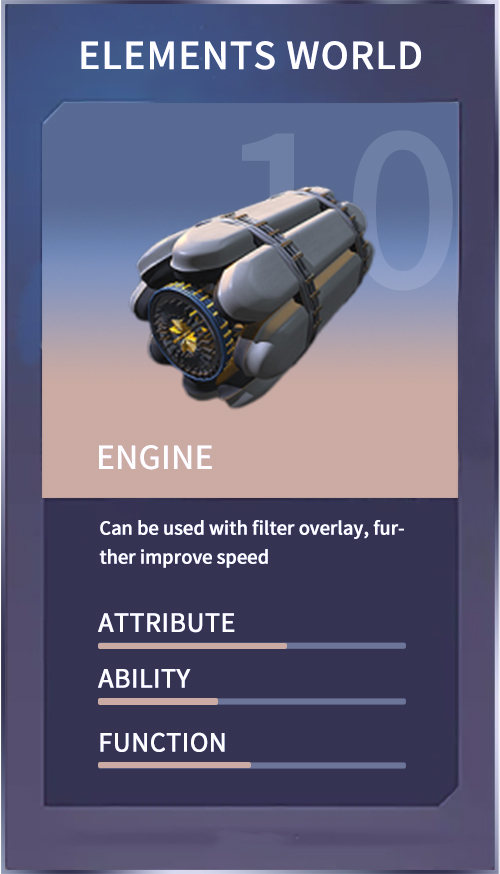 ELEMENTS WORLD
10
ENGINE
Can be used with filter overlay, fur-
ther improve speed
ATTRIBUTE
ABILITY
FUNCTION